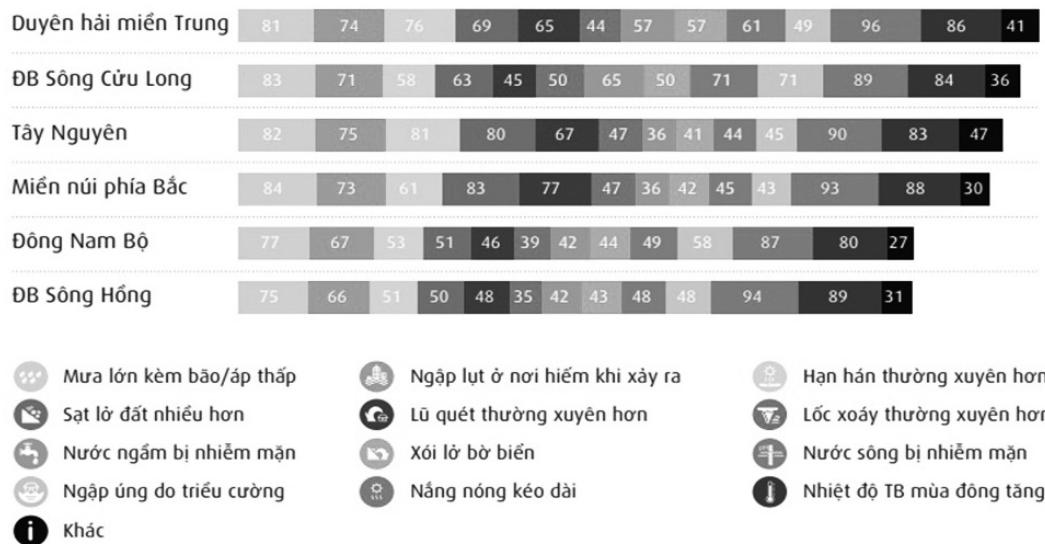 Duyên hải miền Trung 81 74 76 69 65 44 57 57 61 49 96 86 41
ĐB Sông Cửu Long 83 71 58 63 45 50 65 50 71 71 89 84 36
Tây Nguyên 82 75 81 80 67 47 36 41 44 45 90 83 47
Miền núi phía Bắc 84 73 61 83 77 47 36 42 45 43 93 88 30
Đông Nam Bộ 77 67 53 51 46 39 42 44 49 58 87 80 27
ĐB Sông Hồng 75 66 51 50 48 35 42 43 48 48 94 89 31
Mưa lớn kèm bão/áp thấp Ngập lụt ở nơi hiếm khi xảy ra Hạn hán thường xuyên hơn
Sạt lở đất nhiều hơn Lũ quét thường xuyên hơn Lốc xoáy thường xuyên hơn
Nước ngầm bị nhiễm mặn Xói lở bờ biển Nước sông bị nhiễm mặn
Ngập úng do triều cường Nắng nóng kéo dài Nhiệt độ TB mùa đông tăng
Khác